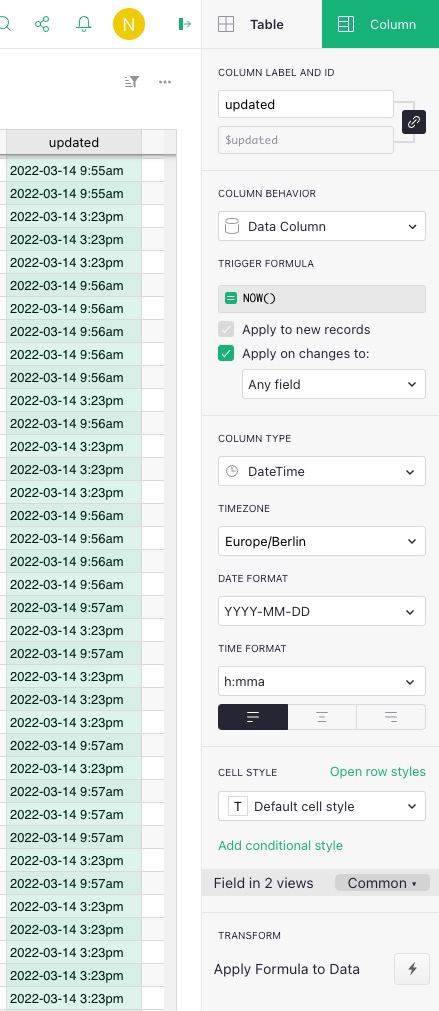 N
Table
Column
updated
2022-03-14 9:55am
2022-03-14 9:55am
2022-03-14 3:23pm
2022-03-14 3:23pm
2022-03-14 3:23pm
2022-03-14 9:56am
2022-03-14 9:56am
2022-03-14 9:56am
2022-03-14 9:56am
2022-03-14 9:56am
2022-03-14 3:23pm
2022-03-14 9:56am
2022-03-14 3:23pm
2022-03-14 3:23pm
2022-03-14 3:23pm
2022-03-14 9:56am
2022-03-14 9:56am
2022-03-14 9:56am
2022-03-14 9:56am
2022-03-14 9:57am
2022-03-14 3:23pm
2022-03-14 9:57am
2022-03-14 3:23pm
2022-03-14 3:23pm
2022-03-14 3:23pm
2022-03-14 9:57am
2022-03-14 3:23pm
2022-03-14 9:57am
2022-03-14 9:57am
2022-03-14 9:57am
2022-03-14 3:23pm
2022-03-14 9:57am
2022-03-14 3:23pm
2022-03-14 3:23pm
2022-03-14 3:23pm
2022-03-14 3:23pm
2022-03-14 3:23pm
COLUMN LABEL AND ID
updated
$updated
COLUMN BEHAVIOR
Data Column
TRIGGER FORMULA
NOW()
Apply to new records
Apply on changes to:
Any field
COLUMN TYPE
DateTime
TIMEZONE
Europe/Berlin
DATE FORMAT
YYYY-MM-DD
TIME FORMAT
h:mma
CELL STYLE
Open row styles
T Default cell style
Add conditional style
Field in 2 views
Common
TRANSFORM
Apply Formula to Data